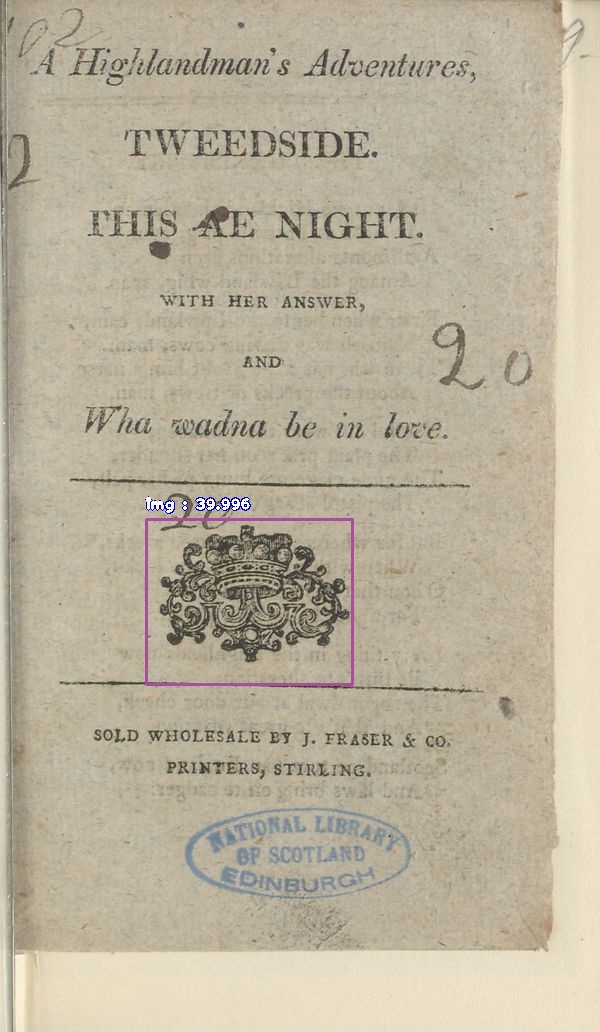 102
9.
A Highlandman's Adventures,
TWEEDSIDE.
2
THIS AE NIGHT.
WITH HER ANSWER,
AND
20
Wha wadna be in love.
img : 39.996
20
SOLD WHOLESALE BY J. FRASER & CO.
PRINTERS, STIRLING.
NATIONAL LIBRARY
OF SCOTLAND
EDINBURGH